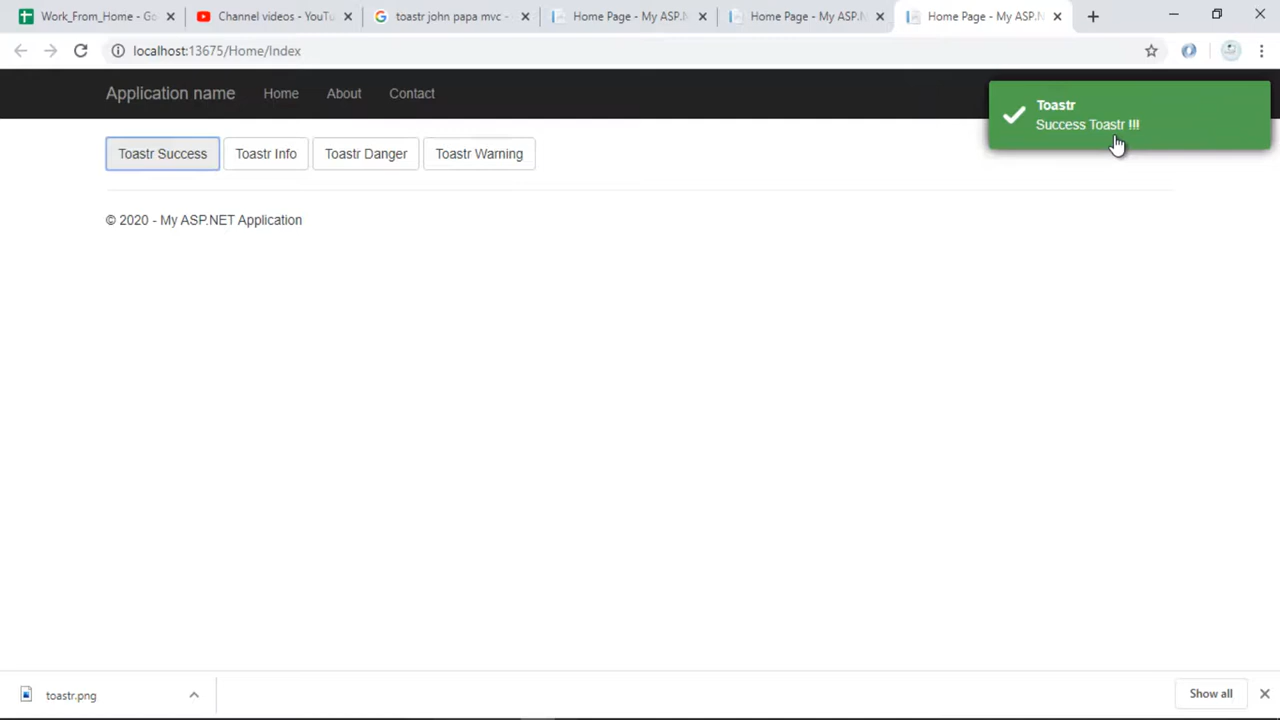 Work_From_Home - Go
Channel videos - YouTu
toastr john papa mvc -
Home Page - My ASP.N
Home Page - My ASP.N
Home Page - My ASP.N
localhost:13675/Home/Index
Application name
Home
About
Contact
Toastr
Success Toastr !!!
Toastr Success
Toastr Info
Toastr Danger
Toastr Warning
© 2020 - My ASP.NET Application
toastr.png
Show all